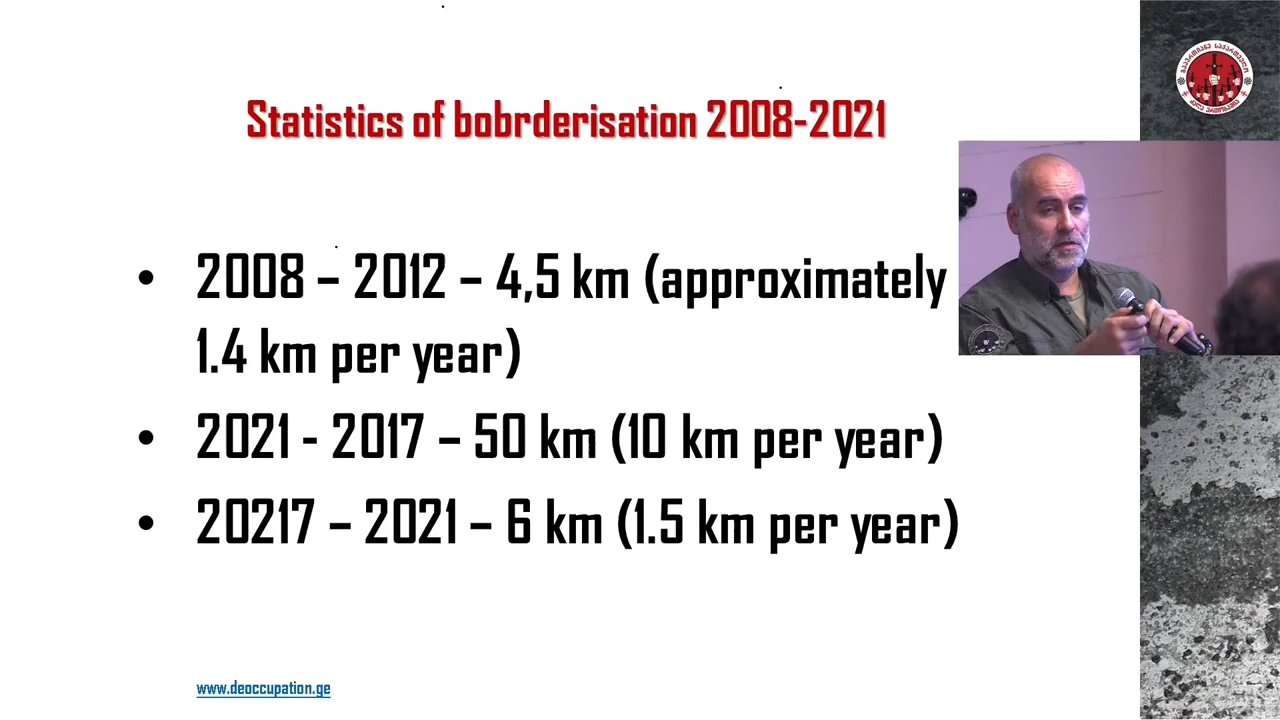 Statistics of bobrderisation 2008-2021
• 2008 – 2012 – 4,5 km (approximately
1.4 km per year)
• 2021 - 2017 – 50 km (10 km per year)
• 20217 – 2021 – 6 km (1.5 km per year)
www.deoccupation.ge